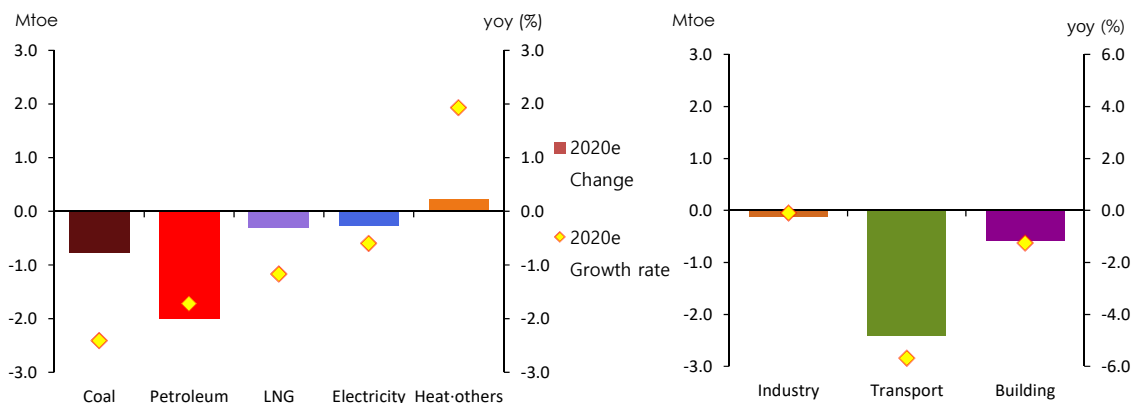 Mtoe
yoy (%)
3.0
2.0
1.0
0.0
-1.0
-2.0
-3.0
3.0
2.0
1.0
0.0
-1.0
-2.0
-3.0
Coal
Petroleum
LNG
Electricity
Heat·others
2020e
Change
2020e
Growth rate
Mtoe
yoy (%)
3.0
2.0
1.0
0.0
-1.0
-2.0
-3.0
6.0
4.0
2.0
0.0
-2.0
-4.0
-6.0
Industry
Transport
Building